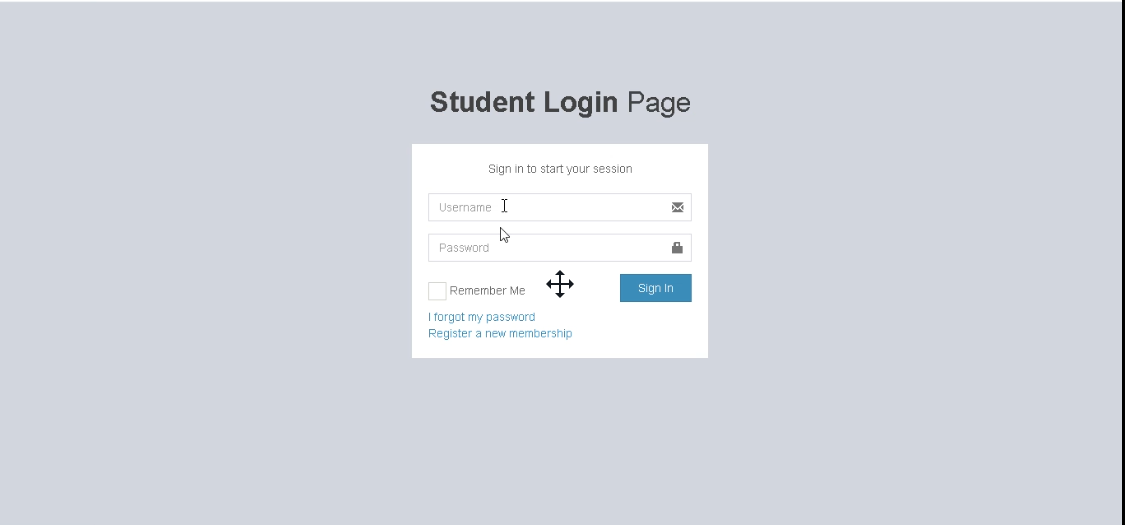 Student Login Page
Sign in to start your session
Username
Password
Remember Me
Sign In
I forgot my password
Register a new membership